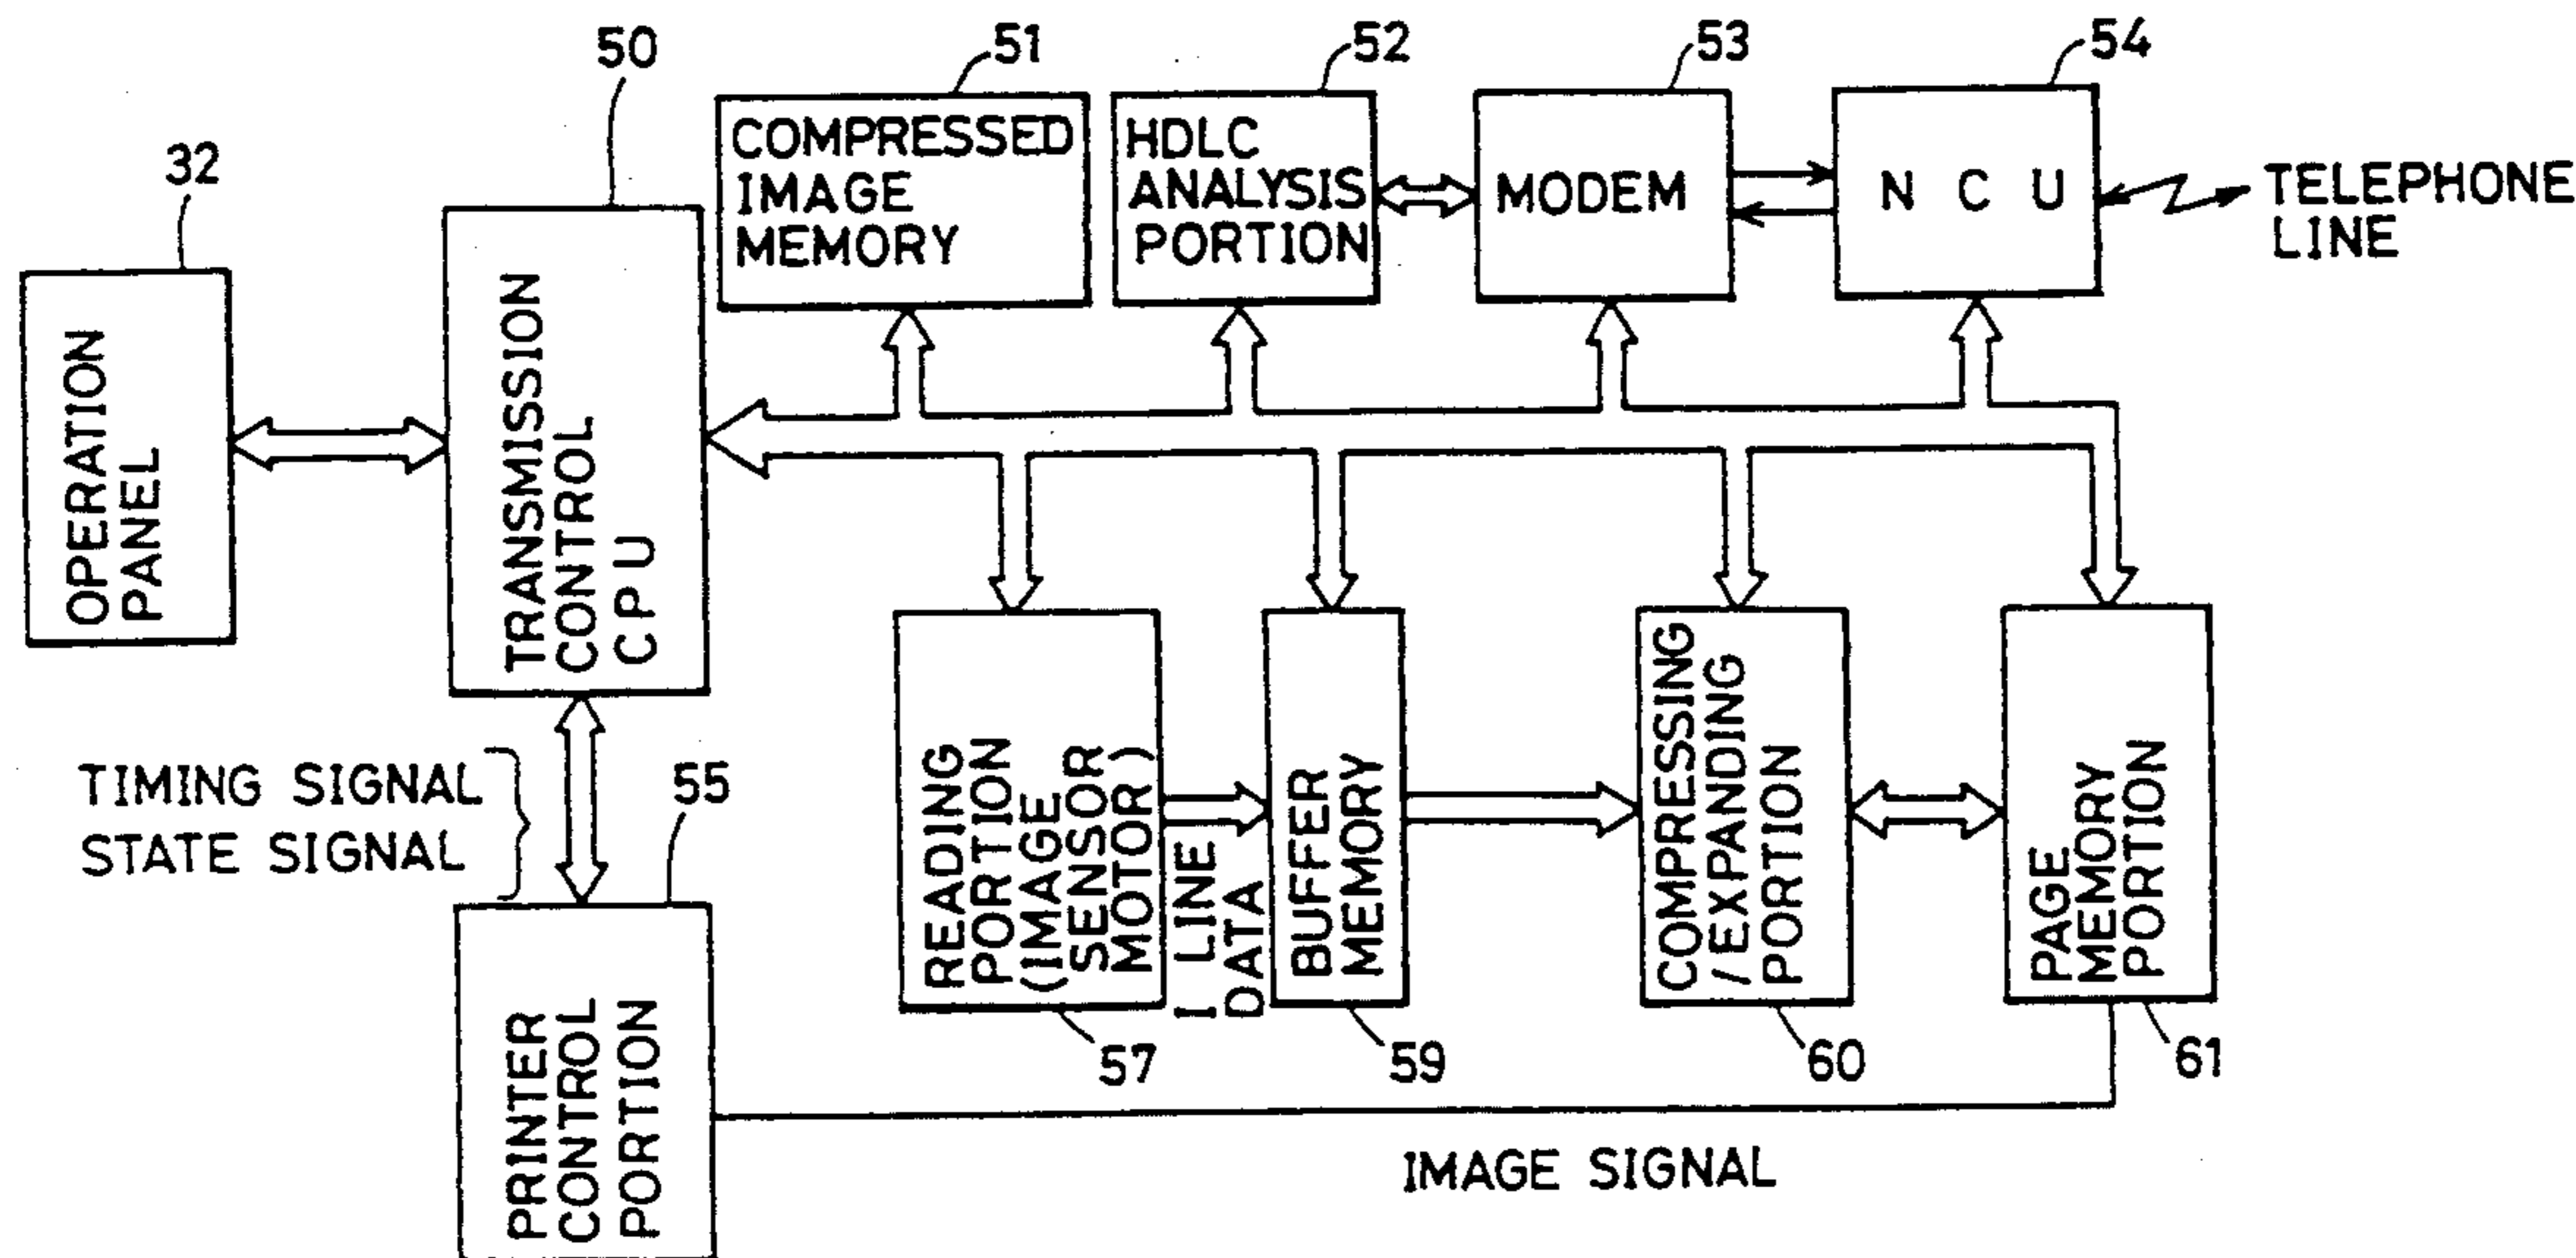 50
51
52
53
54
32
COMPRESSED
IMAGE
MEMORY
HDLC
ANALYSIS
PORTION
MODEM
N C U
TELEPHONE
LINE
OPERATION
PANEL
TRANSMISSION
CONTROL
CPU
TIMING SIGNAL
STATE SIGNAL
55
READING
PORTION
(IMAGE
SENSOR
MOTOR)
I LINE
DATA
BUFFER
MEMORY
COMPRESSING
/EXPANDING
PORTION
PAGE
MEMORY
PORTION
57
59
60
61
PRINTER
CONTROL
PORTION
IMAGE SIGNAL